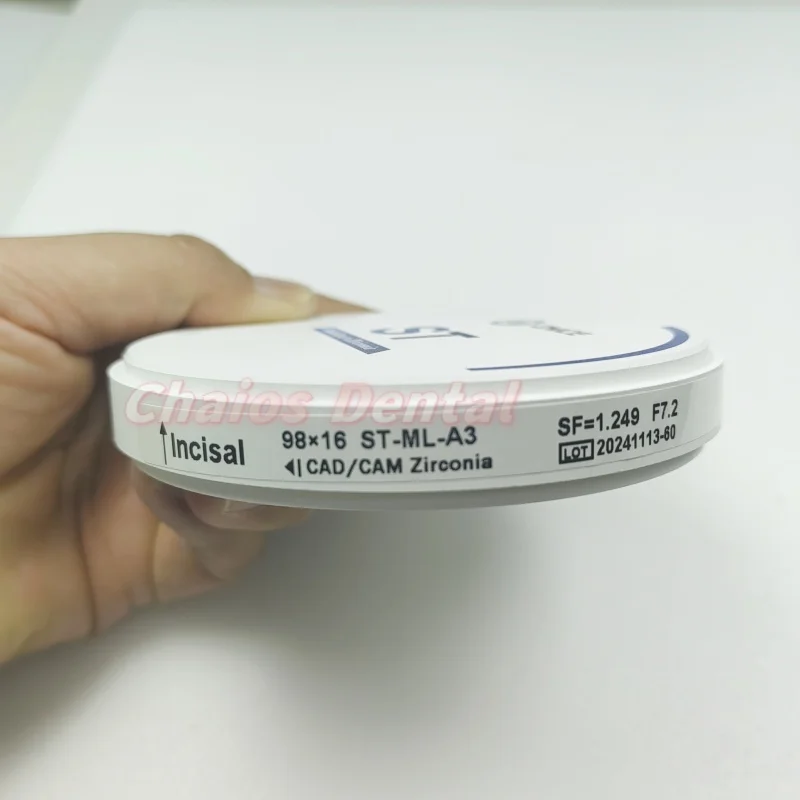 ST
Chaios Dental
↑Incisal
98×16 ST-ML-A3
CAD/CAM Zirconia
SF=1.249 F7.2
LOT 20241113-60